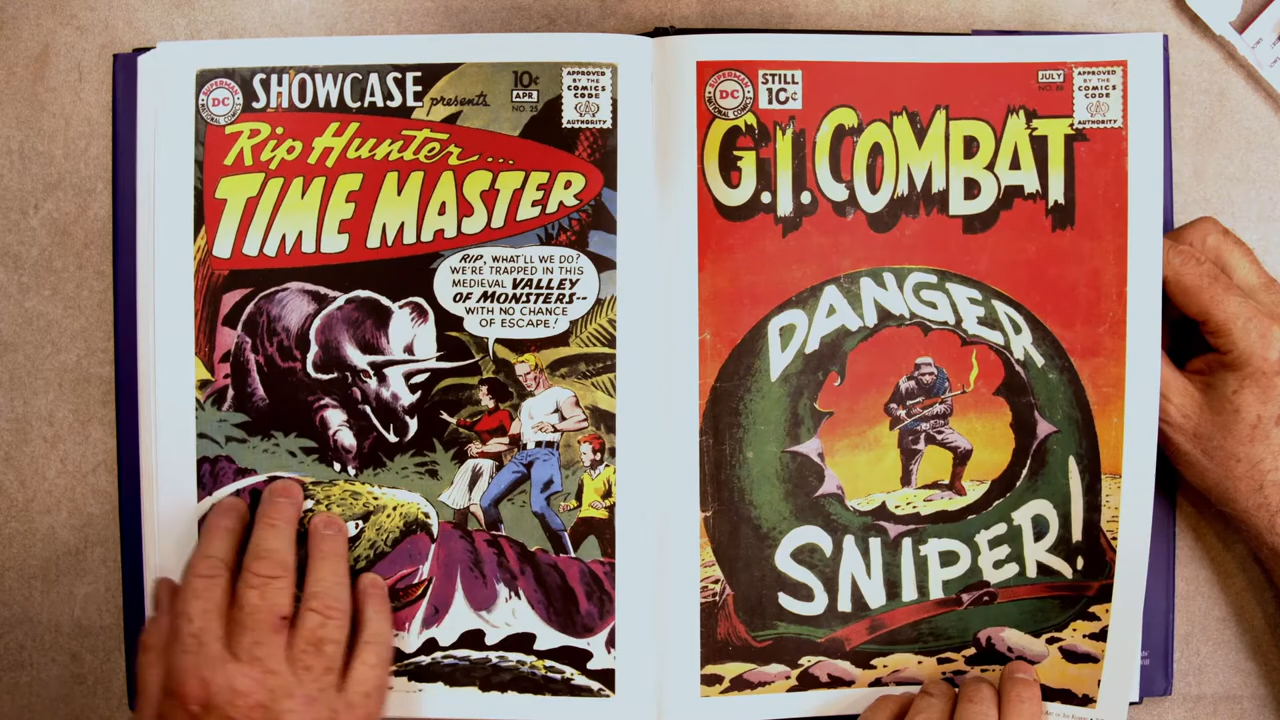 SUPERMAN
DC
NATIONAL COMICS
SHOWCASE
presents
10¢
APR.
NO. 25
APPROVED
BY THE
COMICS
CODE
AUTHORITY
Rip Hunter...
TIME MASTER
RIP, WHAT'LL WE DO?
WE'RE TRAPPED IN THIS
MEDIEVAL VALLEY
OF MONSTERS--
WITH NO CHANCE
OF ESCAPE!
SUPERMAN
DC
NATIONAL COMICS
STILL
10¢
JULY
NO. 88
APPROVED
BY THE
COMICS
CODE
AUTHORITY
G.I. COMBAT
DANGER
SNIPER!